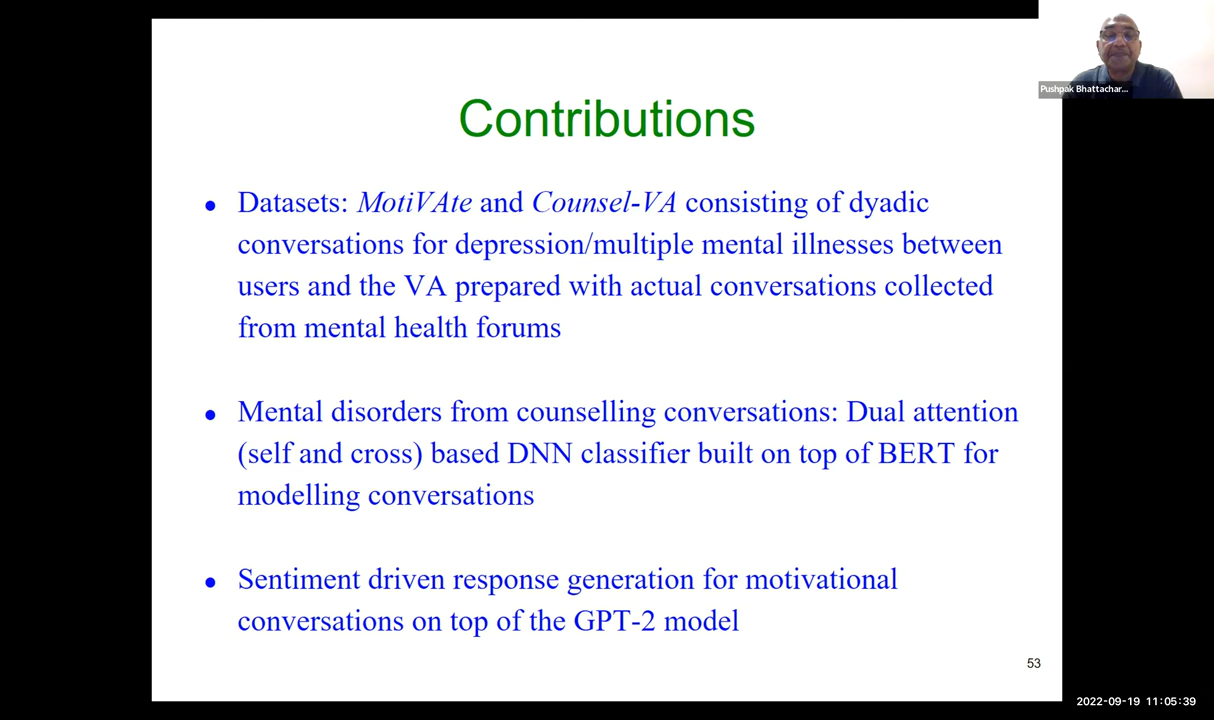 Contributions
Pushpak Bhattachar...
● Datasets: MotiVAte and Counsel-VA consisting of dyadic
conversations for depression/multiple mental illnesses between
users and the VA prepared with actual conversations collected
from mental health forums
● Mental disorders from counselling conversations: Dual attention
(self and cross) based DNN classifier built on top of BERT for
modelling conversations
● Sentiment driven response generation for motivational
conversations on top of the GPT-2 model
53
2022-09-19 11:05:39